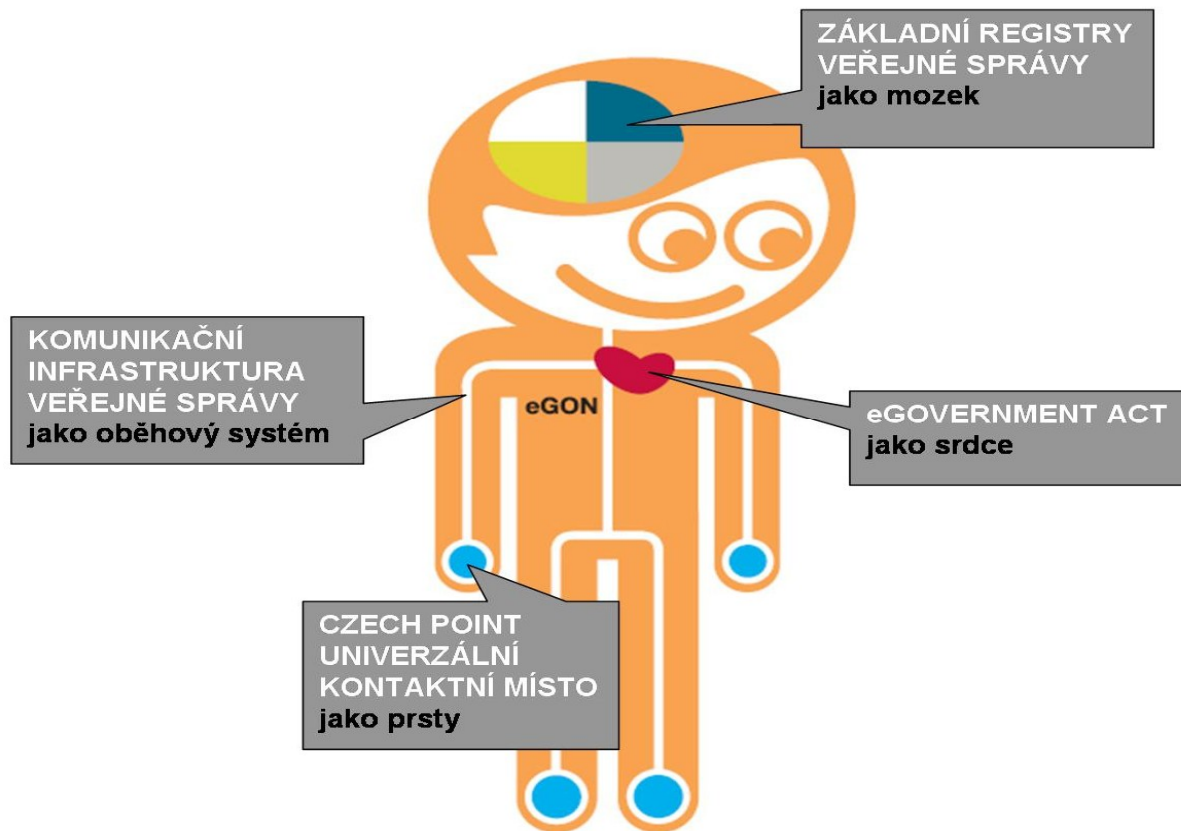 ZÁKLADNÍ REGISTRY
VEŘEJNÉ SPRÁVY
jako mozek
KOMUNIKAČNÍ
INFRASTRUKTURA
VEŘEJNÉ SPRÁVY
jako oběhový systém
eGON
eGOVERNMENT ACT
jako srdce
CZECH POINT
UNIVERZÁLNÍ
KONTAKTNÍ MÍSTO
jako prsty